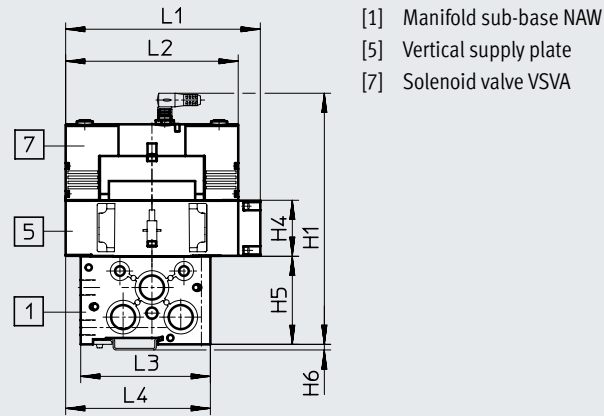 L1
L2
[1] Manifold sub-base NAW
[5] Vertical supply plate
[7] Solenoid valve VSVA
7
5
1
H4
H1
H5
H6
L3
L4